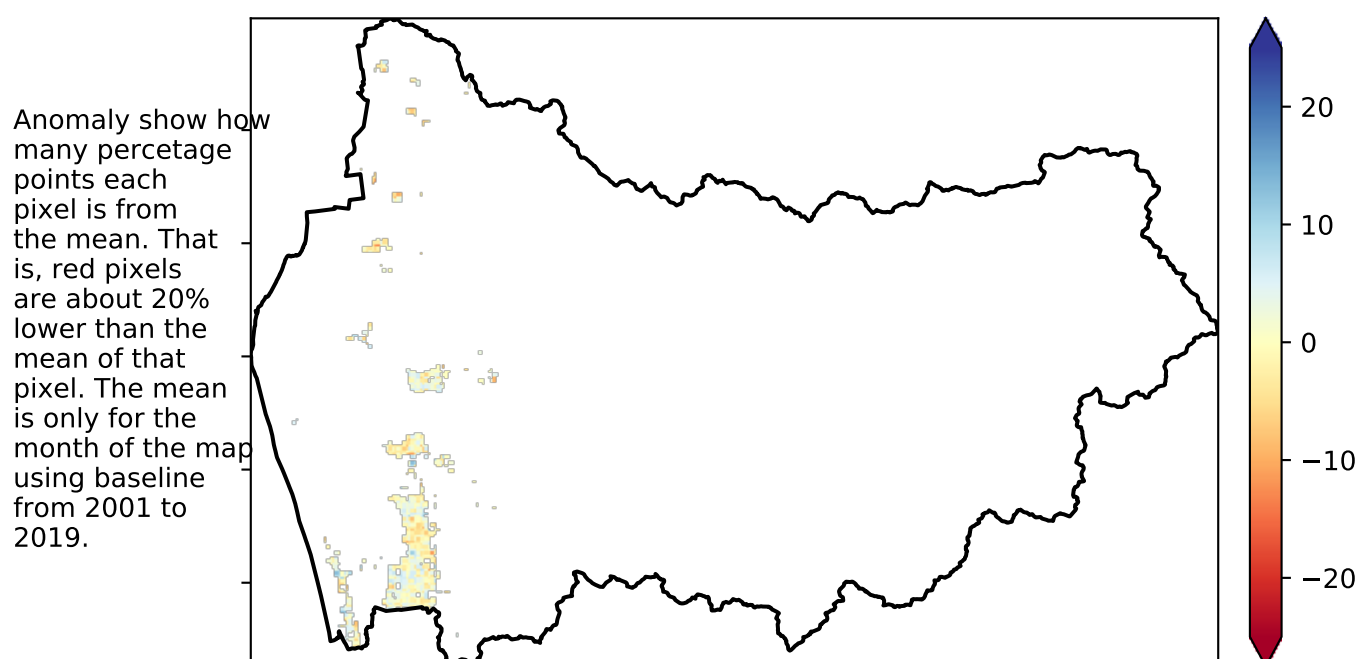 Anomaly show how
many percetage
points each
pixel is from
the mean. That
is, red pixels
are about 20%
lower than the
mean of that
pixel. The mean
is only for the
month of the map
using baseline
from 2001 to
2019.
20
10
0
−10
−20